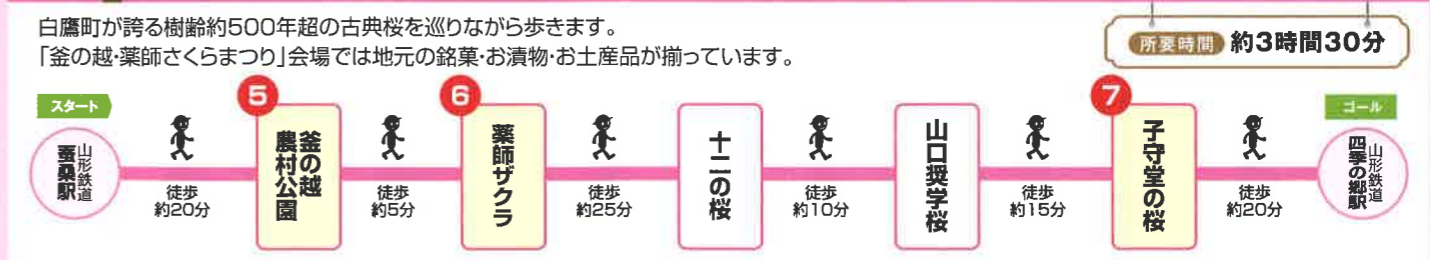 白鷹町が誇る樹齢約500年超の古典桜を巡りながら歩きます。
「釜の越・薬師さくらまつり」会場では地元の銘菓・お漬物・お土産品が揃っています。
所要時間 約3時間30分
スタート
山形鉄道
蚕桑駅
徒歩
約20分
5
釜の越
農村公園
徒歩
約5分
6
薬師ザクラ
徒歩
約25分
十二の桜
徒歩
約10分
山口奨学桜
徒歩
約15分
7
子守堂の桜
徒歩
約20分
ゴール
山形鉄道
四季の郷駅